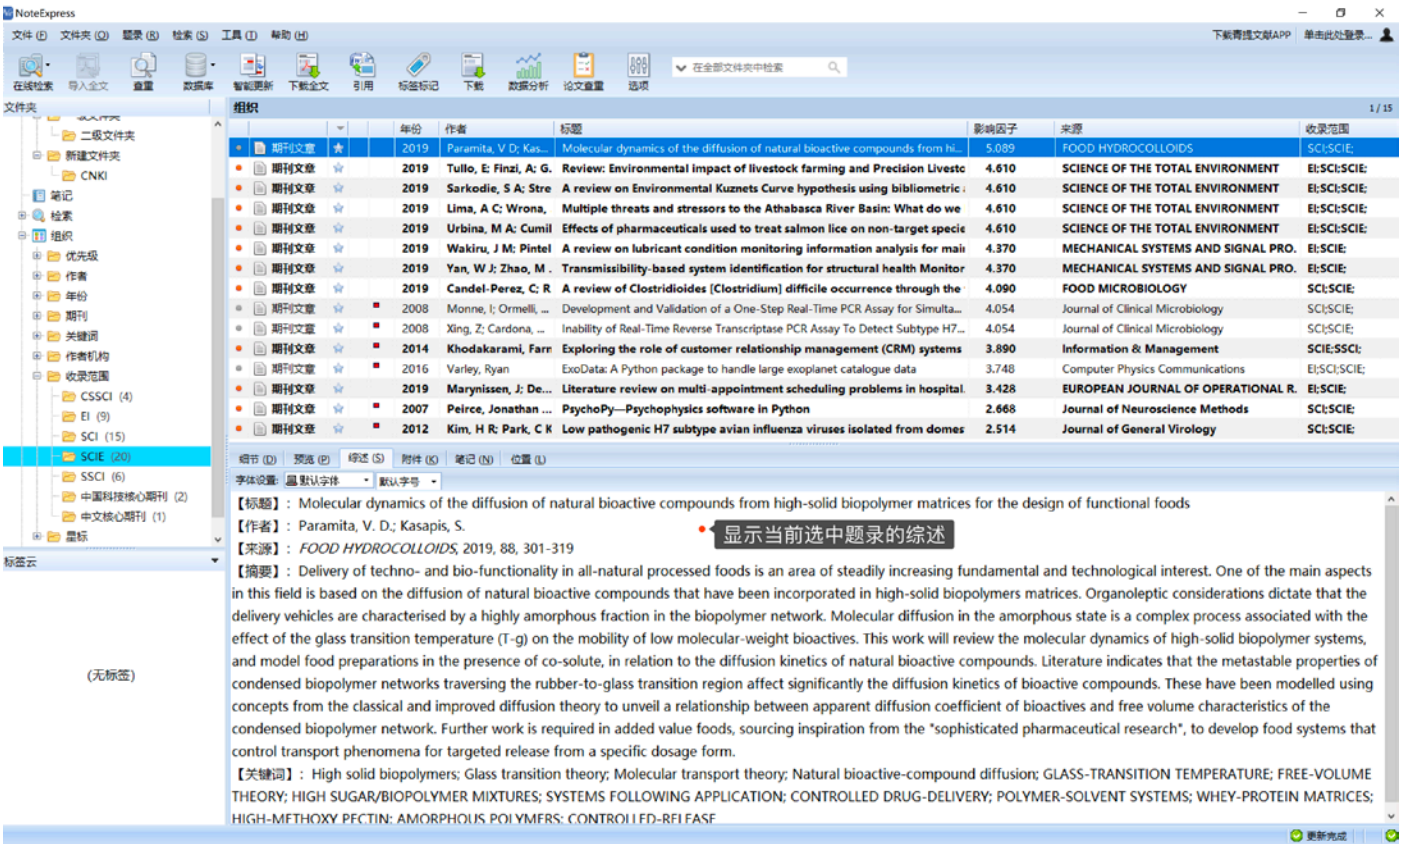 NoteExpress
文件 (F) 文件夹 (O) 题录 (R) 检索 (S) 工具 (T) 帮助 (H) 下载青提文献APP 单击此处登录...
在线检索 导入全文 查重 数据库 智能更新 下载全文 引用 标签标记 下载 数据分析 论文查重 选项 在全部文件夹中检索
文件夹
二级文件夹
新建文件夹
CNKI
笔记
检索
组织
优先级
作者
年份
期刊
关键词
作者机构
收录范围
CSSCI (4)
EI (9)
SCI (15)
SCIE (20)
SSCI (6)
中国科技核心期刊 (2)
中文核心期刊 (1)
星标
标签云
(无标签)
组织 1 / 15
年份 作者 标题 影响因子 来源 收录范围
期刊文章 2019 Paramita, V D; Kas... Molecular dynamics of the diffusion of natural bioactive compounds from hi... 5.089 FOOD HYDROCOLLOIDS SCI;SCIE;
期刊文章 2019 Tullo, E; Finzi, A; G. Review: Environmental impact of livestock farming and Precision Livestc 4.610 SCIENCE OF THE TOTAL ENVIRONMENT EI;SCI;SCIE;
期刊文章 2019 Sarkodie, S A; Stre A review on Environmental Kuznets Curve hypothesis using bibliometric 4.610 SCIENCE OF THE TOTAL ENVIRONMENT EI;SCI;SCIE;
期刊文章 2019 Lima, A C; Wrona, Multiple threats and stressors to the Athabasca River Basin: What do we 4.610 SCIENCE OF THE TOTAL ENVIRONMENT EI;SCI;SCIE;
期刊文章 2019 Urbina, M A; Cumil Effects of pharmaceuticals used to treat salmon lice on non-target specie 4.610 SCIENCE OF THE TOTAL ENVIRONMENT EI;SCI;SCIE;
期刊文章 2019 Wakiru, J M; Pintel A review on lubricant condition monitoring information analysis for mair 4.370 MECHANICAL SYSTEMS AND SIGNAL PRO. EI;SCIE;
期刊文章 2019 Yan, W J; Zhao, M . Transmissibility-based system identification for structural health Monitor 4.370 MECHANICAL SYSTEMS AND SIGNAL PRO. EI;SCIE;
期刊文章 2019 Candel-Perez, C; R A review of Clostridioides [Clostridium] difficile occurrence through the 4.090 FOOD MICROBIOLOGY SCI;SCIE;
期刊文章 2008 Monne, I; Ormelli, ... Development and Validation of a One-Step Real-Time PCR Assay for Simulta... 4.054 Journal of Clinical Microbiology SCI;SCIE;
期刊文章 2008 Xing, Z; Cardona, ... Inability of Real-Time Reverse Transcriptase PCR Assay To Detect Subtype H7... 4.054 Journal of Clinical Microbiology SCI;SCIE;
期刊文章 2014 Khodakarami, Farn Exploring the role of customer relationship management (CRM) systems 3.890 Information & Management SCIE;SSCI;
期刊文章 2016 Varley, Ryan ExoData: A Python package to handle large exoplanet catalogue data 3.748 Computer Physics Communications EI;SCI;SCIE;
期刊文章 2019 Marynissen, J; De... Literature review on multi-appointment scheduling problems in hospital. 3.428 EUROPEAN JOURNAL OF OPERATIONAL R. EI;SCIE;
期刊文章 2007 Peirce, Jonathan ... PsychoPy—Psychophysics software in Python 2.668 Journal of Neuroscience Methods SCI;SCIE;
期刊文章 2012 Kim, H R; Park, C K Low pathogenic H7 subtype avian influenza viruses isolated from domes 2.514 Journal of General Virology SCI;SCIE;
细节 (D) 预览 (P) 综述 (S) 附件 (K) 笔记 (N) 位置 (L)
字体设置: 默认字体 默认字号
【标题】: Molecular dynamics of the diffusion of natural bioactive compounds from high-solid biopolymer matrices for the design of functional foods
【作者】: Paramita, V. D.; Kasapis, S.
显示当前选中题录的综述
【来源】: FOOD HYDROCOLLOIDS, 2019, 88, 301-319
【摘要】: Delivery of techno- and bio-functionality in all-natural processed foods is an area of steadily increasing fundamental and technological interest. One of the main aspects
in this field is based on the diffusion of natural bioactive compounds that have been incorporated in high-solid biopolymers matrices. Organoleptic considerations dictate that the
delivery vehicles are characterised by a highly amorphous fraction in the biopolymer network. Molecular diffusion in the amorphous state is a complex process associated with the
effect of the glass transition temperature (T-g) on the mobility of low molecular-weight bioactives. This work will review the molecular dynamics of high-solid biopolymer systems,
and model food preparations in the presence of co-solute, in relation to the diffusion kinetics of natural bioactive compounds. Literature indicates that the metastable properties of
condensed biopolymer networks traversing the rubber-to-glass transition region affect significantly the diffusion kinetics of bioactive compounds. These have been modelled using
concepts from the classical and improved diffusion theory to unveil a relationship between apparent diffusion coefficient of bioactives and free volume characteristics of the
condensed biopolymer network. Further work is required in added value foods, sourcing inspiration from the "sophisticated pharmaceutical research", to develop food systems that
control transport phenomena for targeted release from a specific dosage form.
【关键词】: High solid biopolymers; Glass transition theory; Molecular transport theory; Natural bioactive-compound diffusion; GLASS-TRANSITION TEMPERATURE; FREE-VOLUME
THEORY; HIGH SUGAR/BIOPOLYMER MIXTURES; SYSTEMS FOLLOWING APPLICATION; CONTROLLED DRUG-DELIVERY; POLYMER-SOLVENT SYSTEMS; WHEY-PROTEIN MATRICES;
HIGH-METHOXY PECTIN; AMORPHOUS POLYMERS; CONTROLLED-RELEASE
更新完成